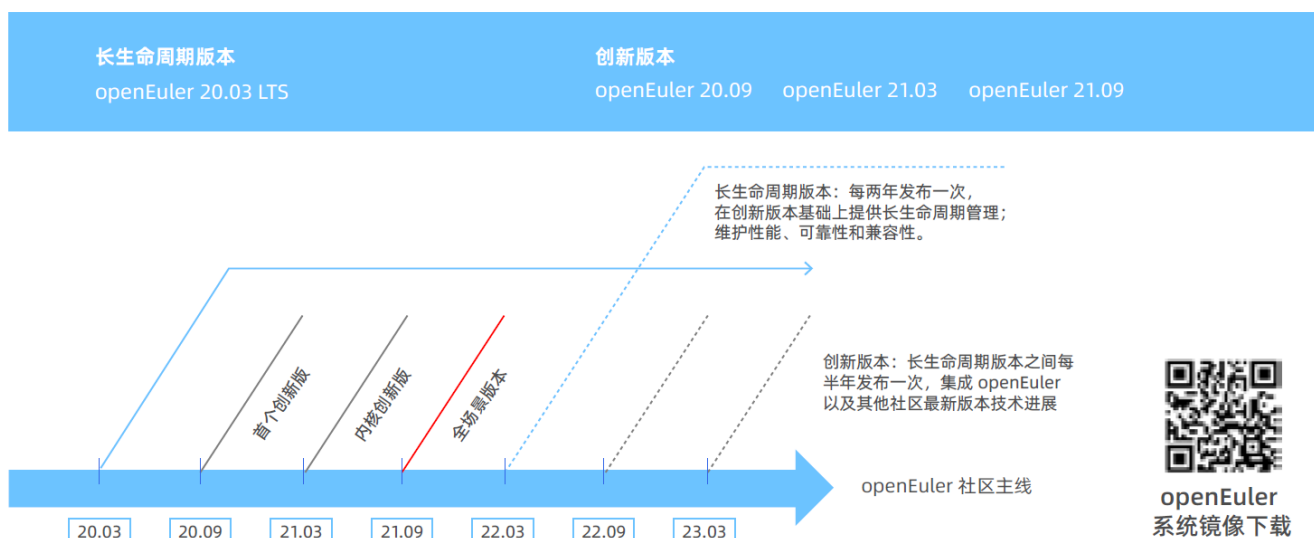 长生命周期版本
openEuler 20.03 LTS
创新版本
openEuler 20.09 openEuler 21.03 openEuler 21.09
长生命周期版本：每两年发布一次，
在创新版本基础上提供长生命周期管理；
维护性能、可靠性和兼容性。
首个创新版
内核创新版
全场景版本
创新版本：长生命周期版本之间每
半年发布一次，集成 openEuler
以及其他社区最新版本技术进展
openEuler 社区主线
20.03 20.09 21.03 21.09 22.03 22.09 23.03
openEuler
系统镜像下载